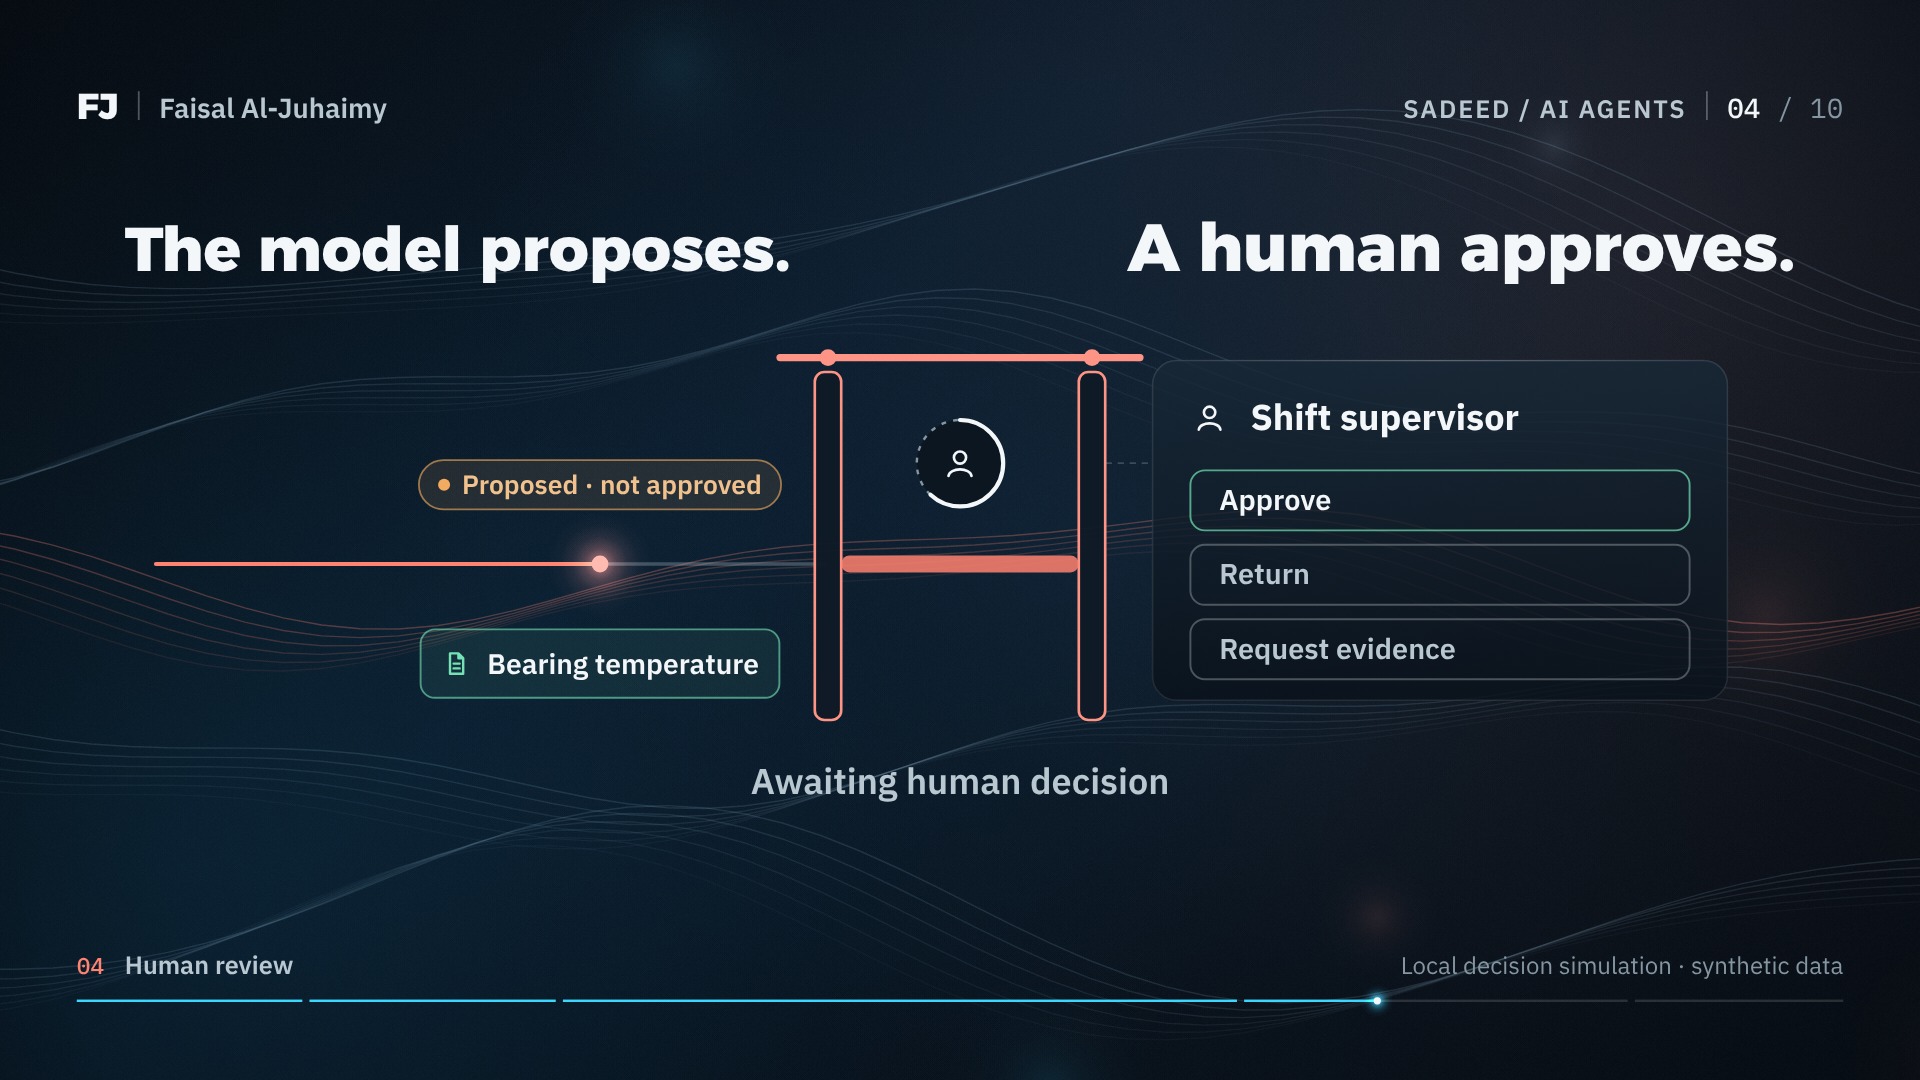 FJ | Faisal Al-Juhaimy
SADEED / AI AGENTS | 04 / 10
The model proposes.
A human approves.
Shift supervisor
Proposed · not approved
Approve
Return
Bearing temperature
Request evidence
Awaiting human decision
04 Human review
Local decision simulation · synthetic data